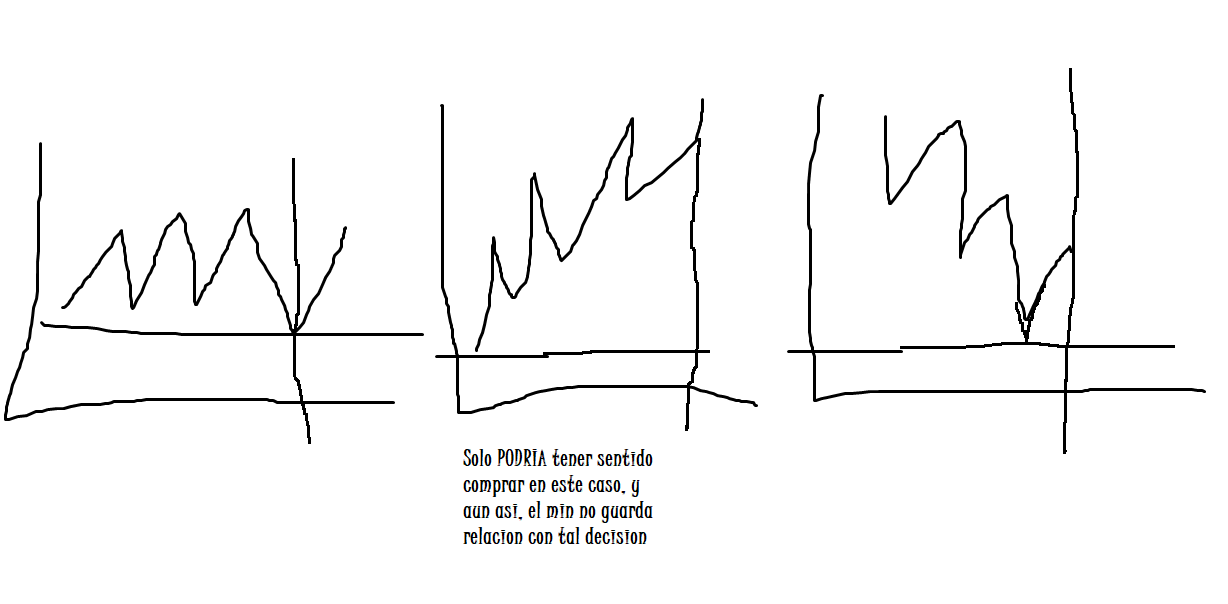 Solo PODRIA tener sentido
comprar en este caso, y
aun asi, el min no guarda
relacion con tal decision